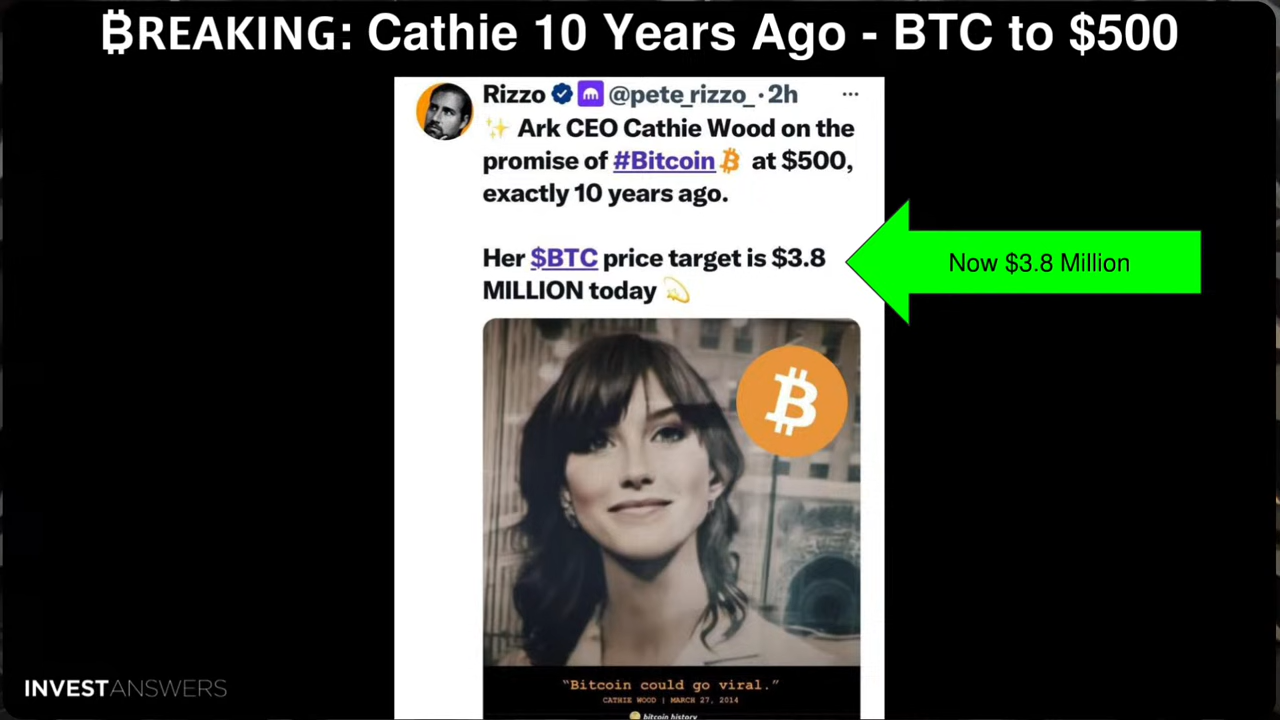 ₿REAKING: Cathie 10 Years Ago - BTC to $500
Rizzo @pete_rizzo_ · 2h ...
✨ Ark CEO Cathie Wood on the
promise of #Bitcoin at $500,
exactly 10 years ago.
Her $BTC price target is $3.8
MILLION today 💫
Now $3.8 Million
"Bitcoin could go viral."
CATHIE WOOD | MARCH 27, 2014
bitcoin history
INVESTANSWERS